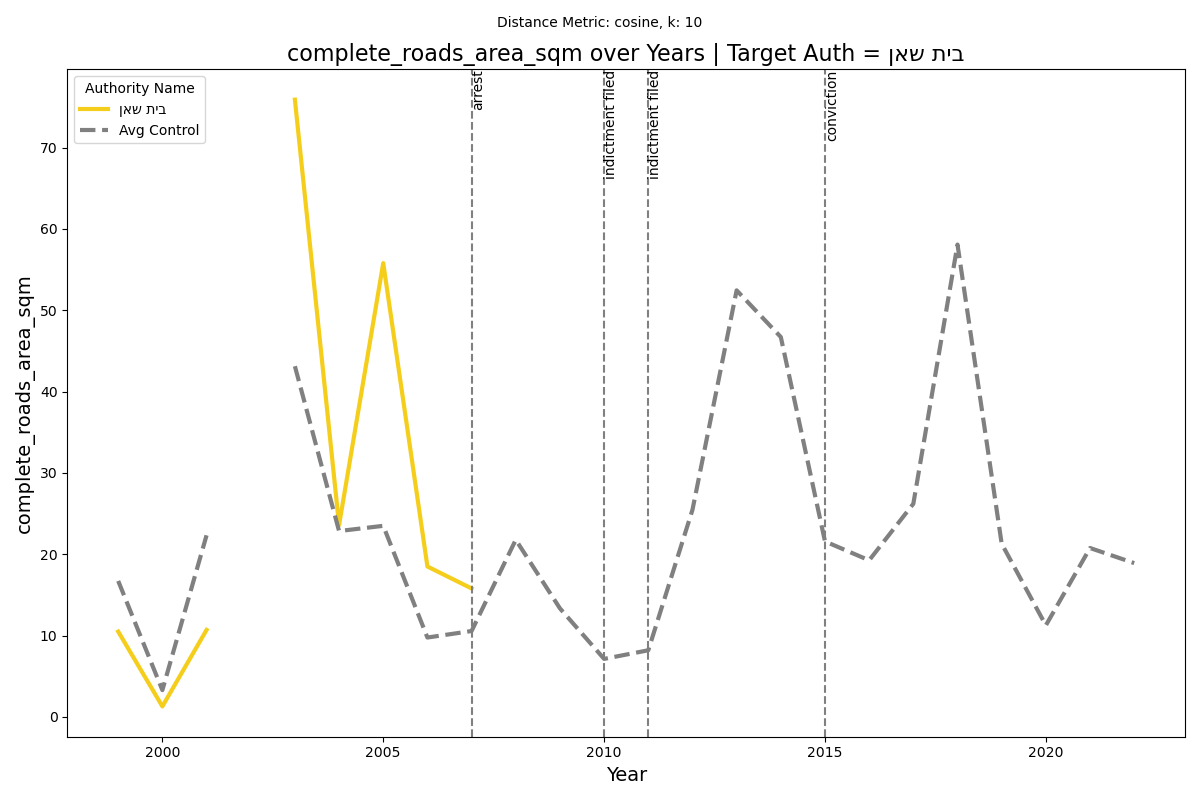 Distance Metric: cosine, k: 10
complete_roads_area_sqm over Years | Target Auth = בית שאן
Authority Name
בית שאן
Avg Control
arrest
indictment filed
indictment filed
conviction
complete_roads_area_sqm
70
60
50
40
30
20
10
0
2000
2005
2010
2015
2020
Year